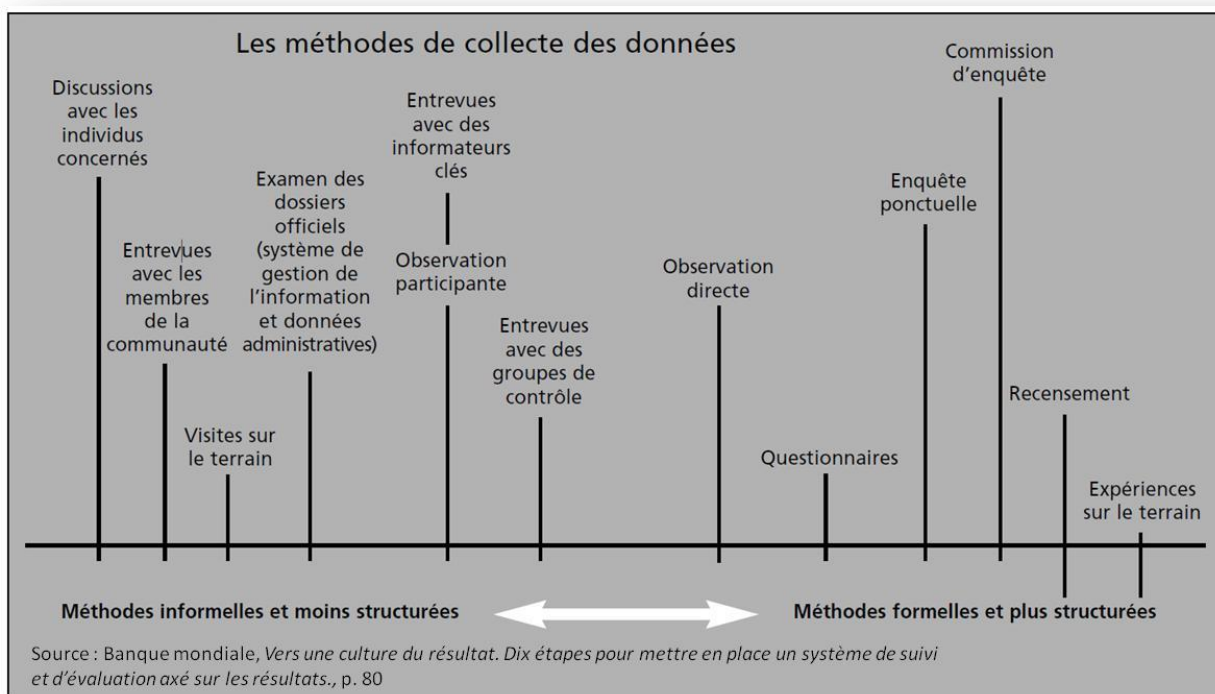 Les méthodes de collecte des données
Discussions
avec les
individus
concernés
Entrevues
avec les
membres
de la
communauté
Visites sur
le terrain
Examen des
dossiers
officiels
(système de
gestion de
l'information
et données
administratives)
Entrevues
avec des
informateurs
clés
Observation
participante
Entrevues
avec des
groupes de
contrôle
Observation
directe
Questionnaires
Enquête
ponctuelle
Commission
d'enquête
Recensement
Expériences
sur le terrain
Méthodes informelles et moins structurées
Méthodes formelles et plus structurées
Source : Banque mondiale, Vers une culture du résultat. Dix étapes pour mettre en place un système de suivi
et d'évaluation axé sur les résultats., p. 80